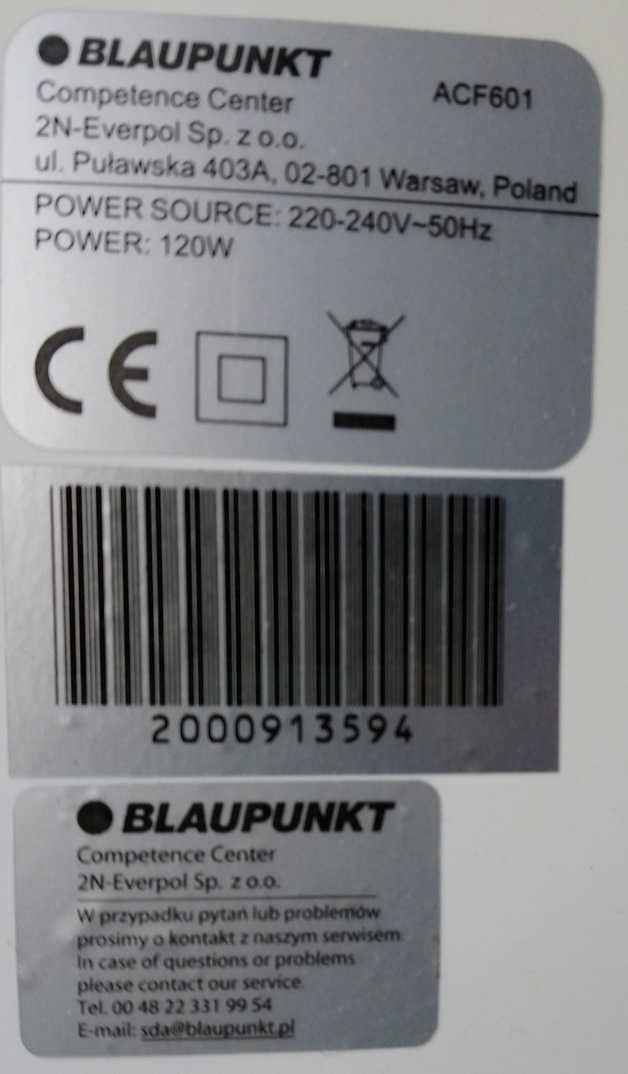 BLAUPUNKT
Competence Center
ACF601
2N-Everpol Sp. z o.o.
ul. Puławska 403A, 02-801 Warsaw, Poland
POWER SOURCE: 220-240V~50Hz
POWER: 120W
CE
2000913594
BLAUPUNKT
Competence Center
2N-Everpol Sp. z o.o.
W przypadku pytań lub problemów
prosimy o kontakt z naszym serwisem.
In case of questions or problems
please contact our service.
Tel. 00 48 22 331 99 54
E-mail: sda@blaupunkt.pl